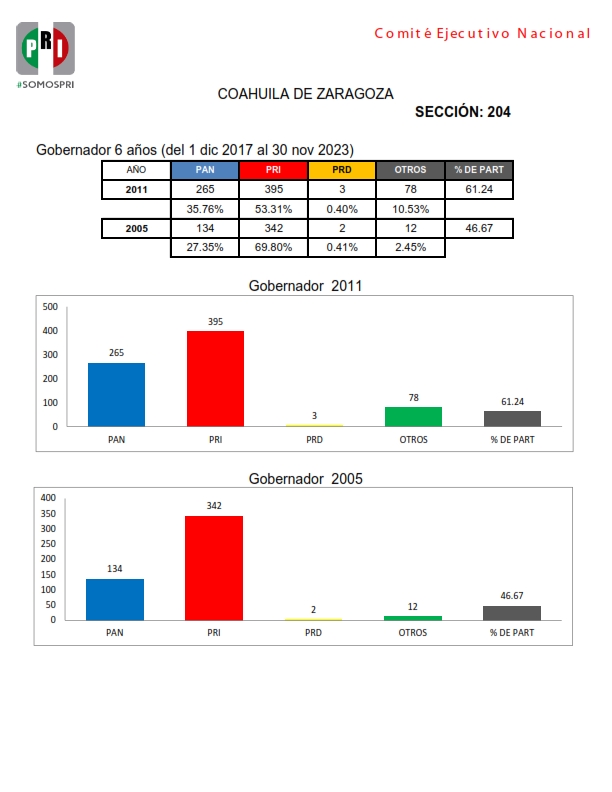 PRI
#SOMOSPRI
Comité Ejecutivo Nacional
COAHUILA DE ZARAGOZA
SECCIÓN: 204
Gobernador 6 años (del 1 dic 2017 al 30 nov 2023)
AÑO PAN PRI PRD OTROS % DE PART
2011 265 395 3 78 61.24
35.76% 53.31% 0.40% 10.53%
2005 134 342 2 12 46.67
27.35% 69.80% 0.41% 2.45%
Gobernador 2011
500
400
300
200
100
0
265
395
3
78
61.24
PAN PRI PRD OTROS % DE PART
Gobernador 2005
400
350
300
250
200
150
100
50
0
134
342
2
12
46.67
PAN PRI PRD OTROS % DE PART